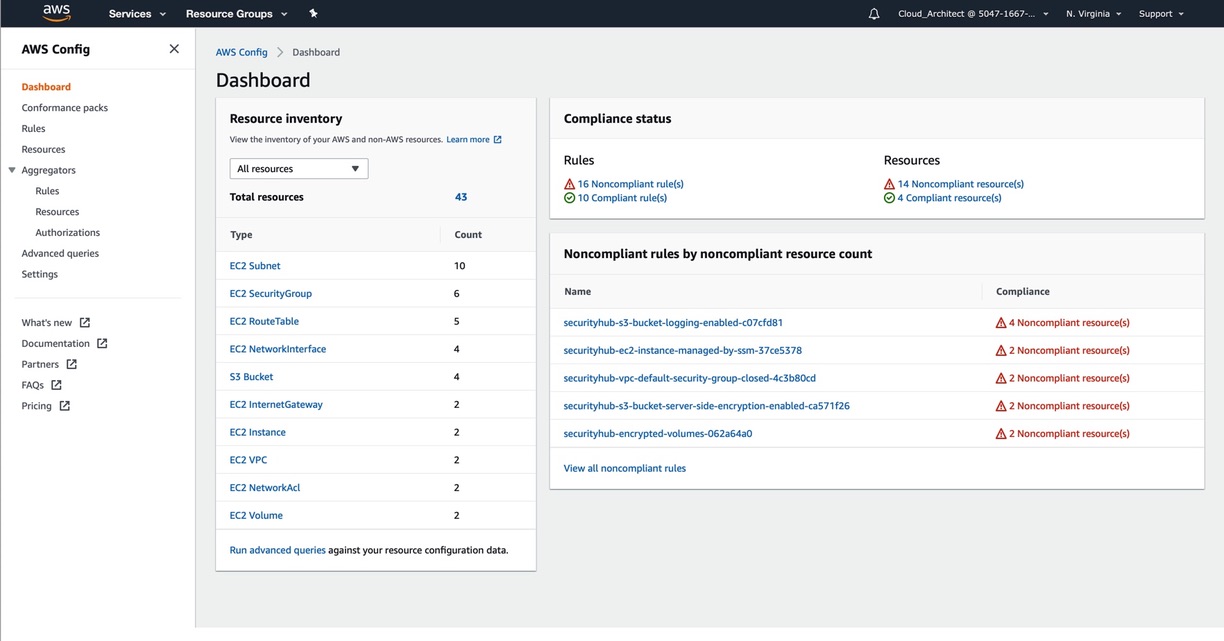 aws
Services
Resource Groups
Cloud_Architect @ 5047-1667-...
N. Virginia
Support
AWS Config
Dashboard
Conformance packs
Rules
Resources
Aggregators
Rules
Resources
Authorizations
Advanced queries
Settings
What's new
Documentation
Partners
FAQs
Pricing
AWS Config > Dashboard
Dashboard
Resource inventory
View the inventory of your AWS and non-AWS resources. Learn more
All resources
Total resources 43
Type Count
EC2 Subnet 10
EC2 SecurityGroup 6
EC2 RouteTable 5
EC2 NetworkInterface 4
S3 Bucket 4
EC2 InternetGateway 2
EC2 Instance 2
EC2 VPC 2
EC2 NetworkAcl 2
EC2 Volume 2
Run advanced queries against your resource configuration data.
Compliance status
Rules
16 Noncompliant rule(s)
10 Compliant rule(s)
Resources
14 Noncompliant resource(s)
4 Compliant resource(s)
Noncompliant rules by noncompliant resource count
Name Compliance
securityhub-s3-bucket-logging-enabled-c07cfd81 4 Noncompliant resource(s)
securityhub-ec2-instance-managed-by-ssm-37ce5378 2 Noncompliant resource(s)
securityhub-vpc-default-security-group-closed-4c3b80cd 2 Noncompliant resource(s)
securityhub-s3-bucket-server-side-encryption-enabled-ca571f26 2 Noncompliant resource(s)
securityhub-encrypted-volumes-062a64a0 2 Noncompliant resource(s)
View all noncompliant rules